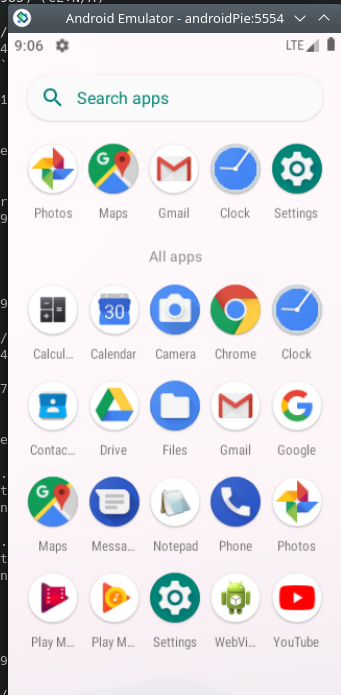 Android Emulator - androidPie:5554
9:06 LTE
Search apps
Photos Maps Gmail Clock Settings
All apps
Calcul... 30 Calendar Camera Chrome Clock
Contac... Drive Files Gmail Google
Maps Messa... Notepad Phone Photos
Play M... Play M... Settings WebVi... YouTube